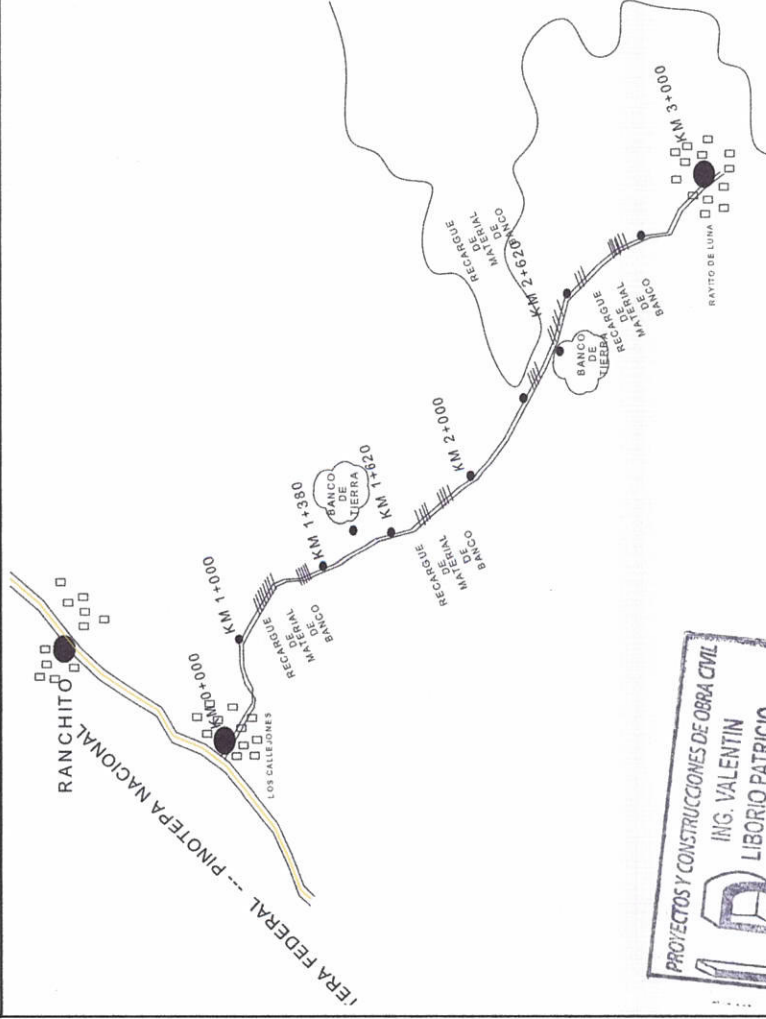 RANCHITO
TERA FEDERAL --- PINOTEPA NACIONAL
KM 0+000
LOS CALLEJONES
KM 1+000
RECARGUE
DE
MATERIAL
DE
BANCO
KM 1+380
BANCO
DE
TIERRA
KM 1+620
RECARGUE
DE
MATERIAL
DE
BANCO
KM 2+000
RECARGUE
DE
MATERIAL
DE
BANCO
KM 2+620
BANCO
DE
TIERRA
RECARGUE
DE
MATERIAL
DE
BANCO
KM 3+000
RAYITO DE LUNA
PROYECTOS Y CONSTRUCCIONES DE OBRA CIVIL
ING. VALENTIN
LIBORIO PATRICIO